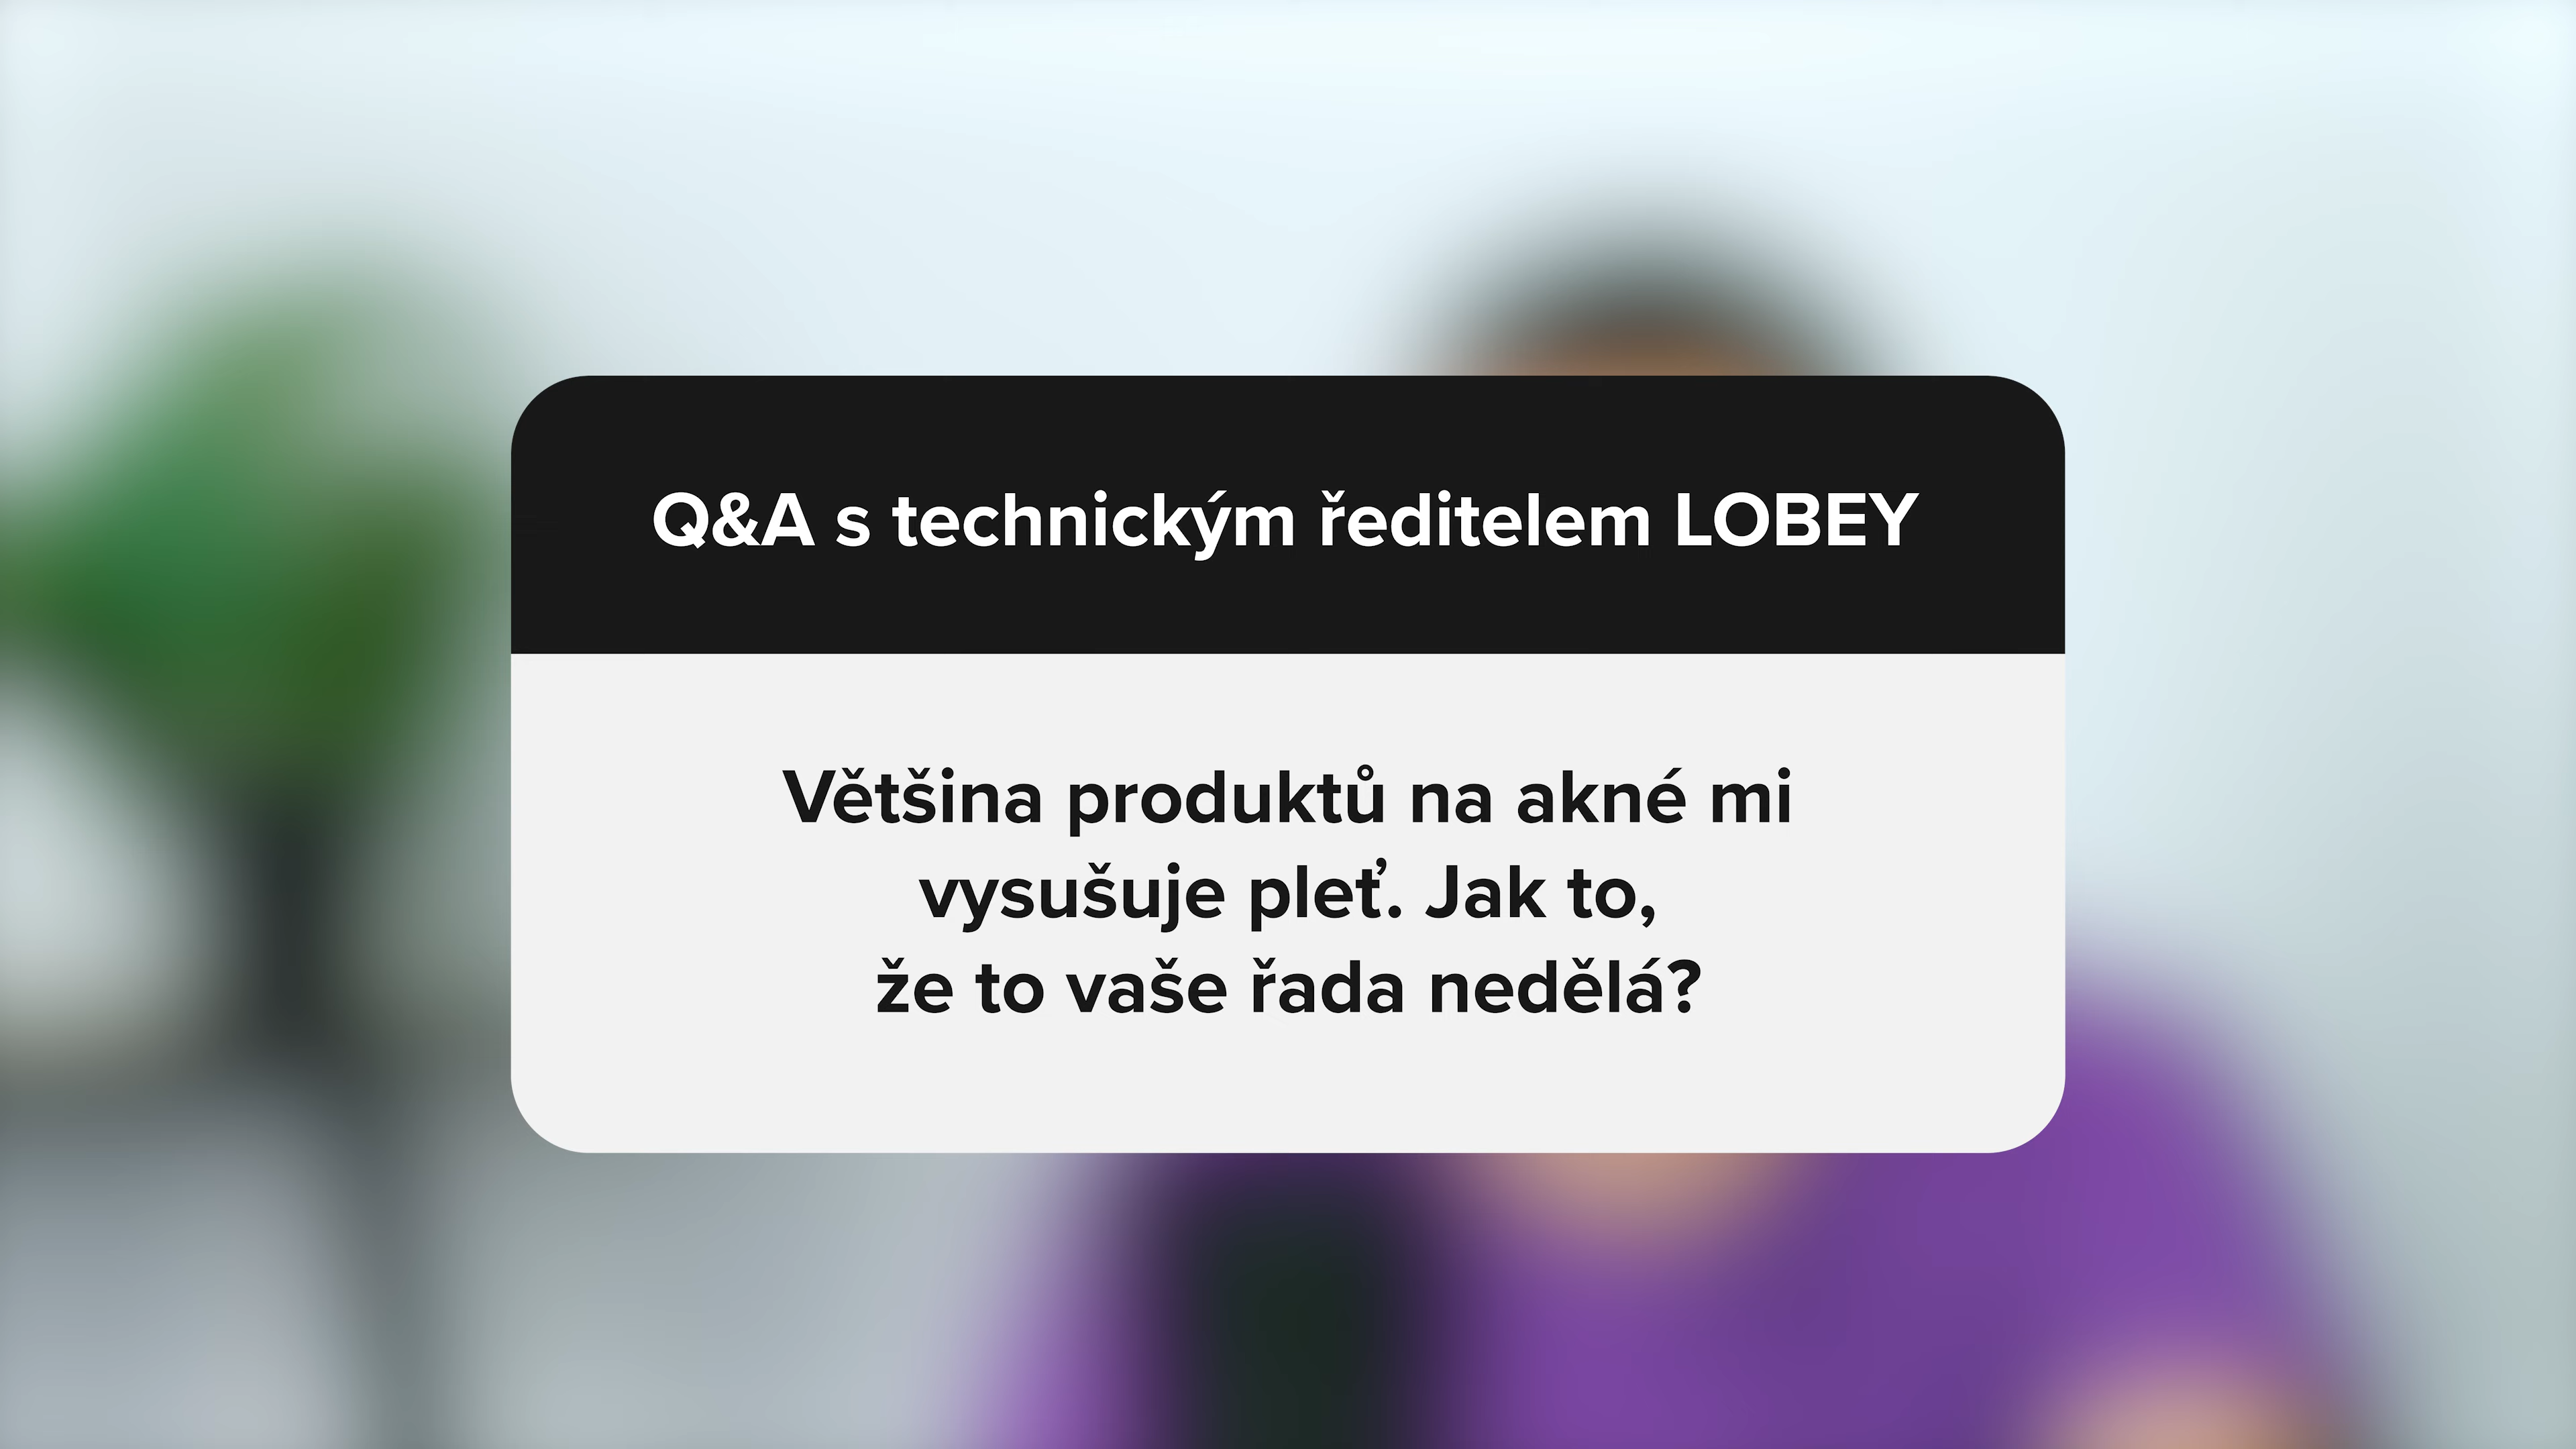 Q&A s technickým ředitelem LOBEY
Většina produktů na akné mi
vysušuje pleť. Jak to,
že to vaše řada nedělá?